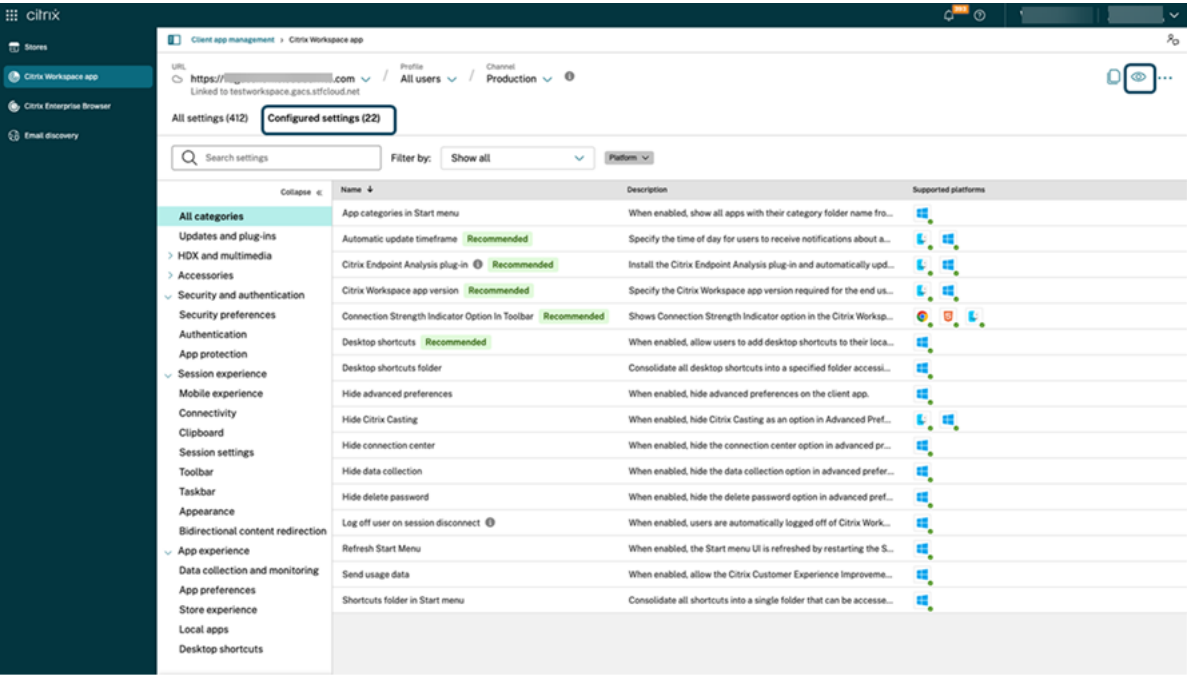 citrix
Stores
Citrix Workspace app
Citrix Enterprise Browser
Email discovery
Client app management > Citrix Workspace app
URL
https:// .com
Linked to testworkspace.gacs.stfcloud.net
Profile
All users
Channel
Production
All settings (412)
Configured settings (22)
Search settings
Filter by:
Show all
Platform
Collapse «
All categories
Updates and plug-ins
HDX and multimedia
Accessories
Security and authentication
Security preferences
Authentication
App protection
Session experience
Mobile experience
Connectivity
Clipboard
Session settings
Toolbar
Taskbar
Appearance
Bidirectional content redirection
App experience
Data collection and monitoring
App preferences
Store experience
Local apps
Desktop shortcuts
Name Description Supported platforms
App categories in Start menu When enabled, show all apps with their category folder name fro...
Automatic update timeframe Recommended Specify the time of day for users to receive notifications about a...
Citrix Endpoint Analysis plug-in Recommended Install the Citrix Endpoint Analysis plug-in and automatically upd...
Citrix Workspace app version Recommended Specify the Citrix Workspace app version required for the end us...
Connection Strength Indicator Option In Toolbar Recommended Shows Connection Strength Indicator option in the Citrix Worksp...
Desktop shortcuts Recommended When enabled, allow users to add desktop shortcuts to their loca...
Desktop shortcuts folder Consolidate all desktop shortcuts into a specified folder accessi...
Hide advanced preferences When enabled, hide advanced preferences on the client app.
Hide Citrix Casting When enabled, hide Citrix Casting as an option in Advanced Pref...
Hide connection center When enabled, hide the connection center option in advanced pr...
Hide data collection When enabled, hide the data collection option in advanced prefer...
Hide delete password When enabled, hide the delete password option in advanced pref...
Log off user on session disconnect When enabled, users are automatically logged off of Citrix Work...
Refresh Start Menu When enabled, the Start menu UI is refreshed by restarting the S...
Send usage data When enabled, allow the Citrix Customer Experience Improveme...
Shortcuts folder in Start menu Consolidate all shortcuts into a single folder that can be accesse...